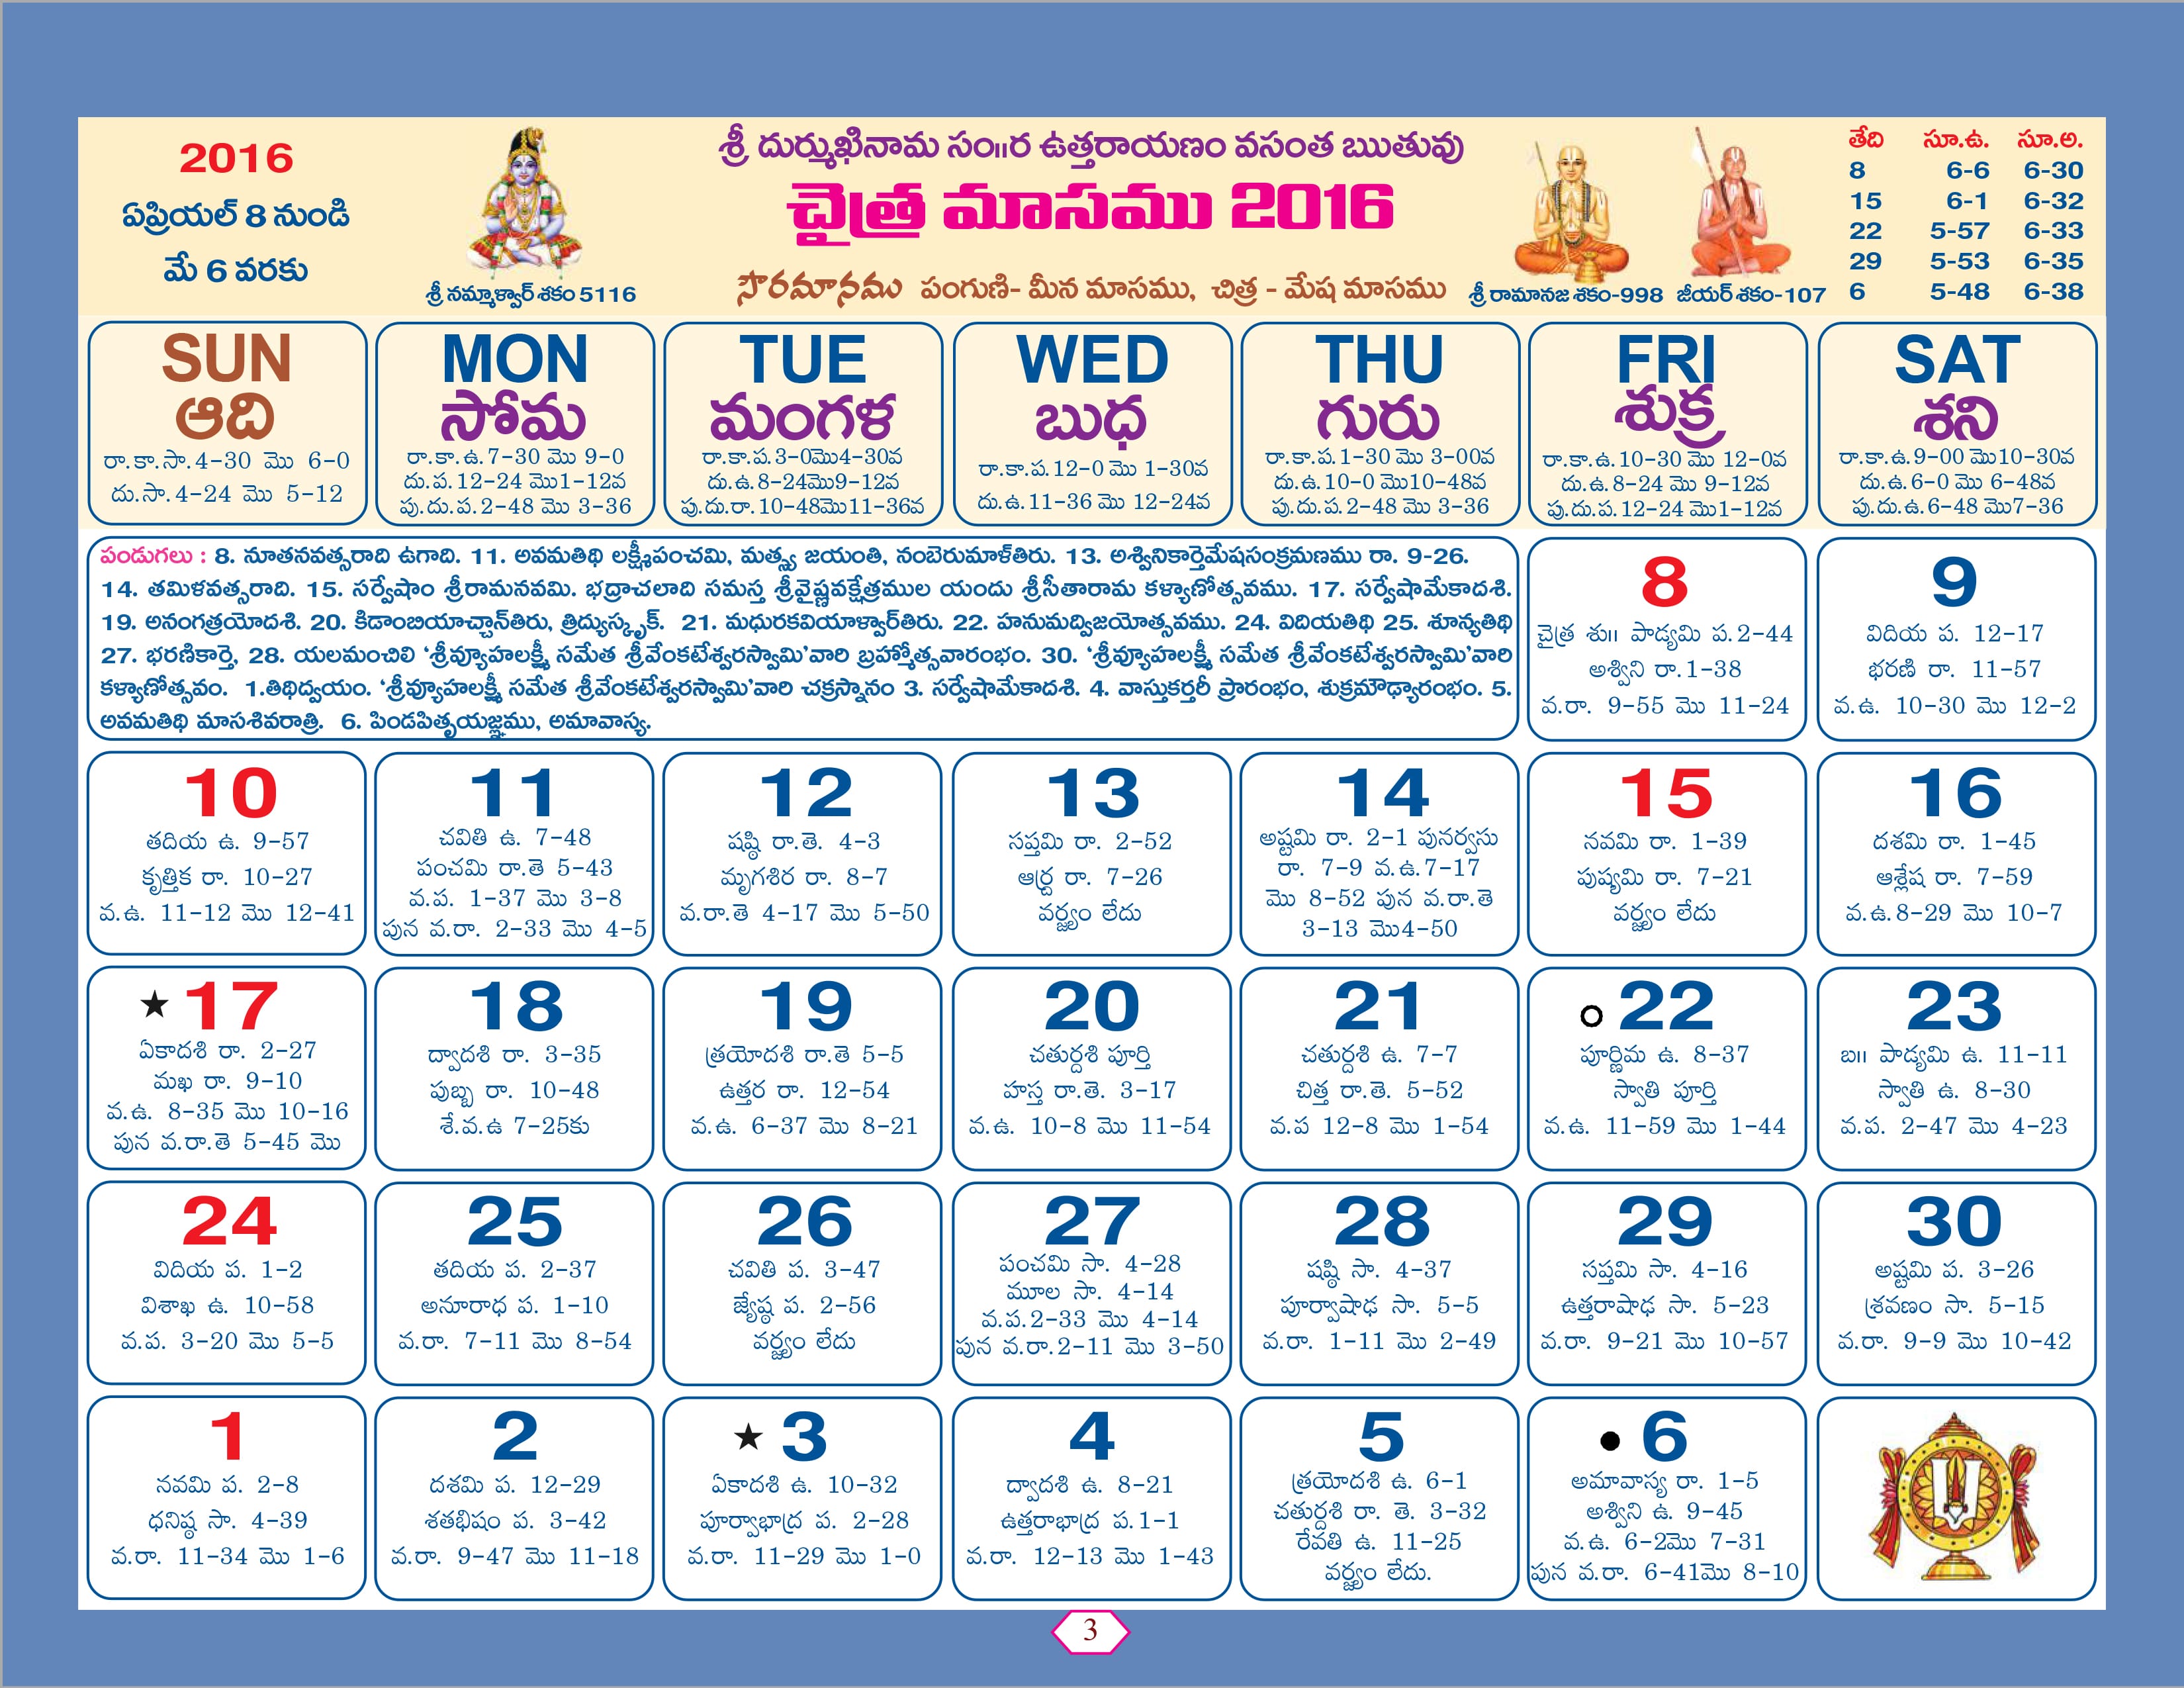 2016
ఏప్రియల్ 8 నుండి
మే 6 వరకు
శ్రీ నమ్మాళ్వార్ శకం 5116
శ్రీ దుర్ముఖినామ సం॥ర ఉత్తరాయణం వసంత ఋతువు
చైత్ర మాసము 2016
సౌరమానము పంగుణి- మీన మాసము, చిత్ర - మేష మాసము
శ్రీ రామానజ శకం-998 జీయర్ శకం-107
తేది సూ.ఉ. సూ.అ.
8 6-6 6-30
15 6-1 6-32
22 5-57 6-33
29 5-53 6-35
6 5-48 6-38
SUN
ఆది
రా.కా.సా.4-30 మొ 6-0
దు.సా.4-24 మొ 5-12
MON
సోమ
రా.కా.ఉ.7-30 మొ 9-0
దు.ప.12-24 మొ1-12వ
పు.దు.ప.2-48 మొ 3-36
TUE
మంగళ
రా.కా.ప.3-0మొ4-30వ
దు.ఉ.8-24మొ9-12వ
పు.దు.రా.10-48మొ11-36వ
WED
బుధ
రా.కా.ప.12-0 మొ 1-30వ
దు.ఉ.11-36 మొ 12-24వ
THU
గురు
రా.కా.ప.1-30 మొ 3-00వ
దు.ఉ.10-0 మొ10-48వ
పు.దు.ప.2-48 మొ 3-36
FRI
శుక్ర
రా.కా.ఉ.10-30 మొ 12-0వ
దు.ఉ.8-24 మొ 9-12వ
పు.దు.ప.12-24 మొ1-12వ
SAT
శని
రా.కా.ఉ.9-00 మొ10-30వ
దు.ఉ.6-0 మొ 6-48వ
పు.దు.ఉ.6-48 మొ7-36
పండుగలు : 8. నూతనవత్సరాది ఉగాది. 11. అవమతిథి లక్ష్మీపంచమి, మత్స్య జయంతి, నంబెరుమాళ్‌తిరు. 13. అశ్వినికార్తెమేషసంక్రమణము రా. 9-26.
14. తమిళవత్సరాది. 15. సర్వేషాం శ్రీరామనవమి. భద్రాచలాది సమస్త శ్రీవైష్ణవక్షేత్రముల యందు శ్రీసీతారామ కళ్యాణోత్సవము. 17. సర్వేషామేకాదశి.
19. అనంగత్రయోదశి. 20. కిడాంబియాచ్చాన్‌తిరు, త్రిద్యుస్కృక్. 21. మధురకవియాళ్వార్‌తిరు. 22. హనుమద్విజయోత్సవము. 24. విదియతిథి 25. శూన్యతిథి
27. భరణికార్తె, 28. యలమంచిలి ‘శ్రీవ్యూహలక్ష్మీ సమేత శ్రీవేంకటేశ్వరస్వామి’వారి బ్రహ్మోత్సవారంభం. 30. ‘శ్రీవ్యూహలక్ష్మీ సమేత శ్రీవేంకటేశ్వరస్వామి’వారి
కళ్యాణోత్సవం. 1.తిథిద్వయం. ‘శ్రీవ్యూహలక్ష్మీ సమేత శ్రీవేంకటేశ్వరస్వామి’వారి చక్రస్నానం 3. సర్వేషామేకాదశి. 4. వాస్తుకర్తరీ ప్రారంభం, శుక్రమౌఢ్యారంభం. 5.
అవమతిథి మాసశివరాత్రి. 6. పిండపితృయజ్ఞము, అమావాస్య.
8
చైత్ర శు॥ పాడ్యమి ప.2-44
అశ్విని రా.1-38
వ.రా. 9-55 మొ 11-24
9
విదియ ప. 12-17
భరణి రా. 11-57
వ.ఉ. 10-30 మొ 12-2
10
తదియ ఉ. 9-57
కృత్తిక రా. 10-27
వ.ఉ. 11-12 మొ 12-41
11
చవితి ఉ. 7-48
పంచమి రా.తె 5-43
వ.ప. 1-37 మొ 3-8
పున వ.రా. 2-33 మొ 4-5
12
షష్ఠి రా.తె. 4-3
మృగశిర రా. 8-7
వ.రా.తె 4-17 మొ 5-50
13
సప్తమి రా. 2-52
ఆర్ద్ర రా. 7-26
వర్జ్యం లేదు
14
అష్టమి రా. 2-1 పునర్వసు
రా. 7-9 వ.ఉ.7-17
మొ 8-52 పున వ.రా.తె
3-13 మొ4-50
15
నవమి రా. 1-39
పుష్యమి రా. 7-21
వర్జ్యం లేదు
16
దశమి రా. 1-45
ఆశ్లేష రా. 7-59
వ.ఉ.8-29 మొ 10-7
★ 17
ఏకాదశి రా. 2-27
మఖ రా. 9-10
వ.ఉ. 8-35 మొ 10-16
పున వ.రా.తె 5-45 మొ
18
ద్వాదశి రా. 3-35
పుబ్బ రా. 10-48
శే.వ.ఉ 7-25కు
19
త్రయోదశి రా.తె 5-5
ఉత్తర రా. 12-54
వ.ఉ. 6-37 మొ 8-21
20
చతుర్దశి పూర్తి
హస్త రా.తె. 3-17
వ.ఉ. 10-8 మొ 11-54
21
చతుర్దశి ఉ. 7-7
చిత్త రా.తె. 5-52
వ.ప 12-8 మొ 1-54
22
పూర్ణిమ ఉ. 8-37
స్వాతి పూర్తి
వ.ఉ. 11-59 మొ 1-44
23
బ॥ పాడ్యమి ఉ. 11-11
స్వాతి ఉ. 8-30
వ.ప. 2-47 మొ 4-23
24
విదియ ప. 1-2
విశాఖ ఉ. 10-58
వ.ప. 3-20 మొ 5-5
25
తదియ ప. 2-37
అనూరాధ ప. 1-10
వ.రా. 7-11 మొ 8-54
26
చవితి ప. 3-47
జ్యేష్ఠ ప. 2-56
వర్జ్యం లేదు
27
పంచమి సా. 4-28
మూల సా. 4-14
వ.ప.2-33 మొ 4-14
పున వ.రా.2-11 మొ 3-50
28
షష్ఠి సా. 4-37
పూర్వాషాఢ సా. 5-5
వ.రా. 1-11 మొ 2-49
29
సప్తమి సా. 4-16
ఉత్తరాషాఢ సా. 5-23
వ.రా. 9-21 మొ 10-57
30
అష్టమి ప. 3-26
శ్రవణం సా. 5-15
వ.రా. 9-9 మొ 10-42
1
నవమి ప. 2-8
ధనిష్ఠ సా. 4-39
వ.రా. 11-34 మొ 1-6
2
దశమి ప. 12-29
శతభిషం ప. 3-42
వ.రా. 9-47 మొ 11-18
★ 3
ఏకాదశి ఉ. 10-32
పూర్వాభాద్ర ప. 2-28
వ.రా. 11-29 మొ 1-0
4
ద్వాదశి ఉ. 8-21
ఉత్తరాభాద్ర ప.1-1
వ.రా. 12-13 మొ 1-43
5
త్రయోదశి ఉ. 6-1
చతుర్దశి రా. తె. 3-32
రేవతి ఉ. 11-25
వర్జ్యం లేదు.
6
అమావాస్య రా. 1-5
అశ్విని ఉ. 9-45
వ.ఉ. 6-2మొ 7-31
పున వ.రా. 6-41మొ 8-10
3